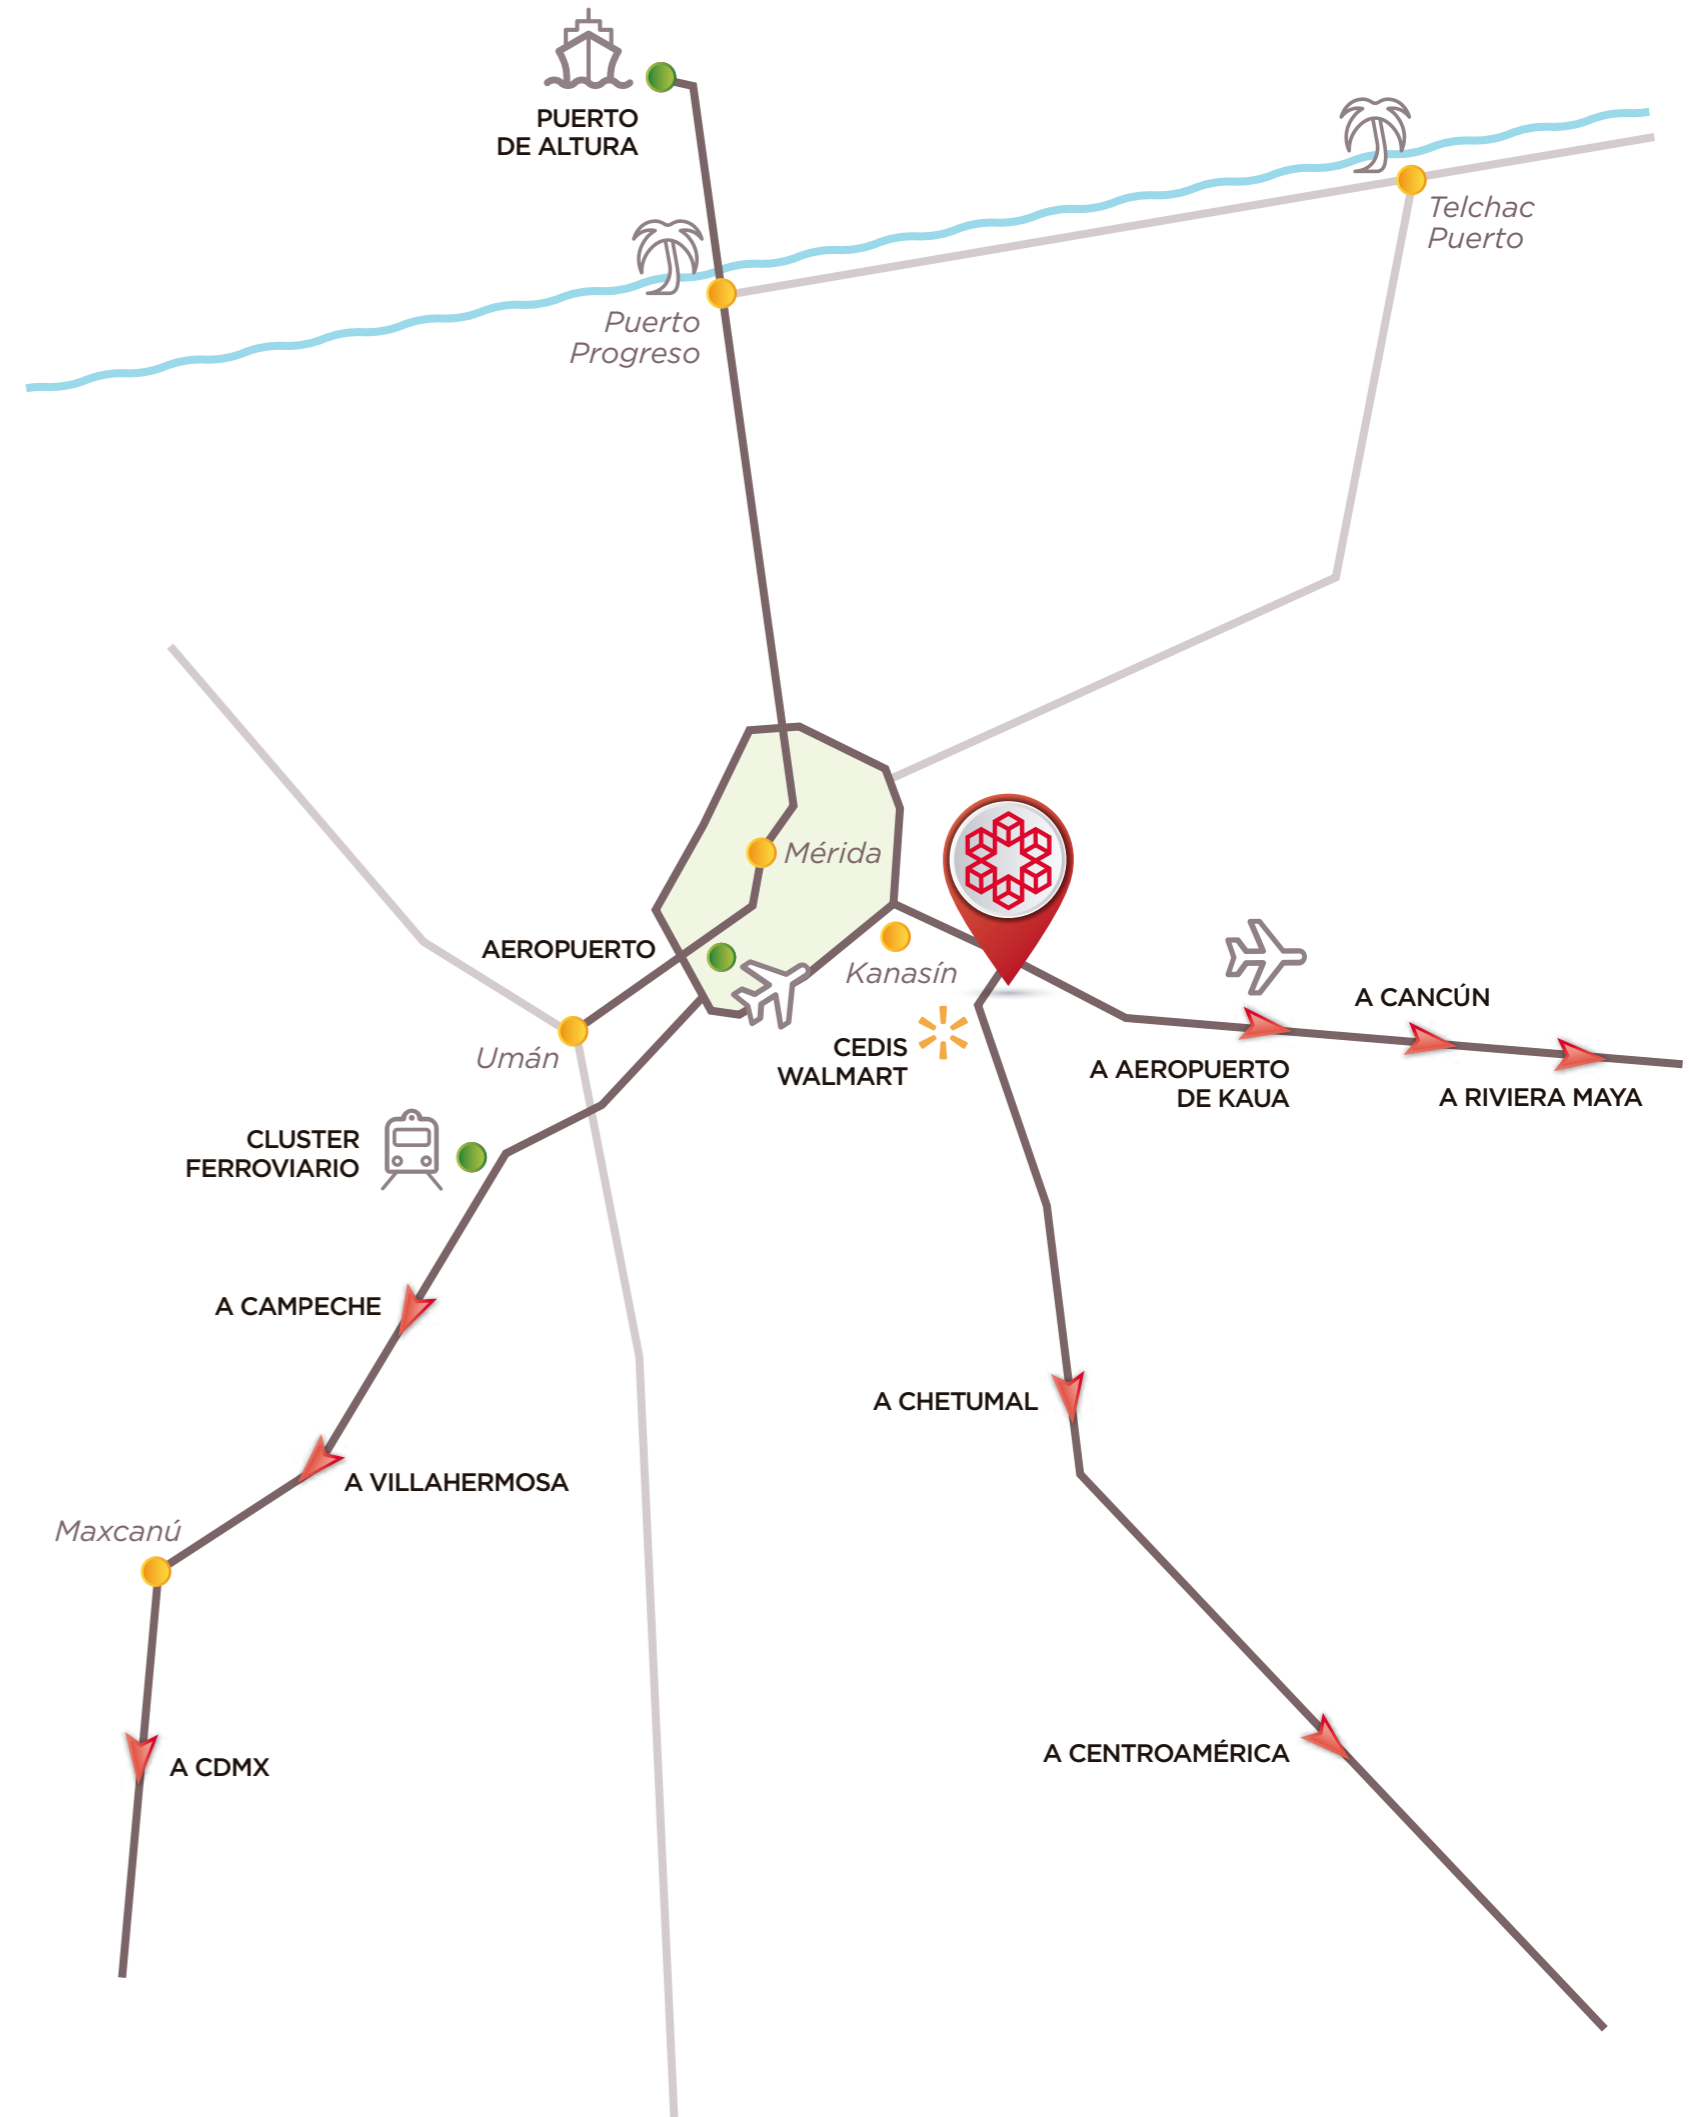 PUERTO
DE ALTURA
Telchac
Puerto
Puerto
Progreso
Mérida
AEROPUERTO
Kanasín
Umán
CEDIS
WALMART
A CANCÚN
A AEROPUERTO
DE KAUA
A RIVIERA MAYA
CLUSTER
FERROVIARIO
A CAMPECHE
A CHETUMAL
A VILLAHERMOSA
Maxcanú
A CDMX
A CENTROAMÉRICA